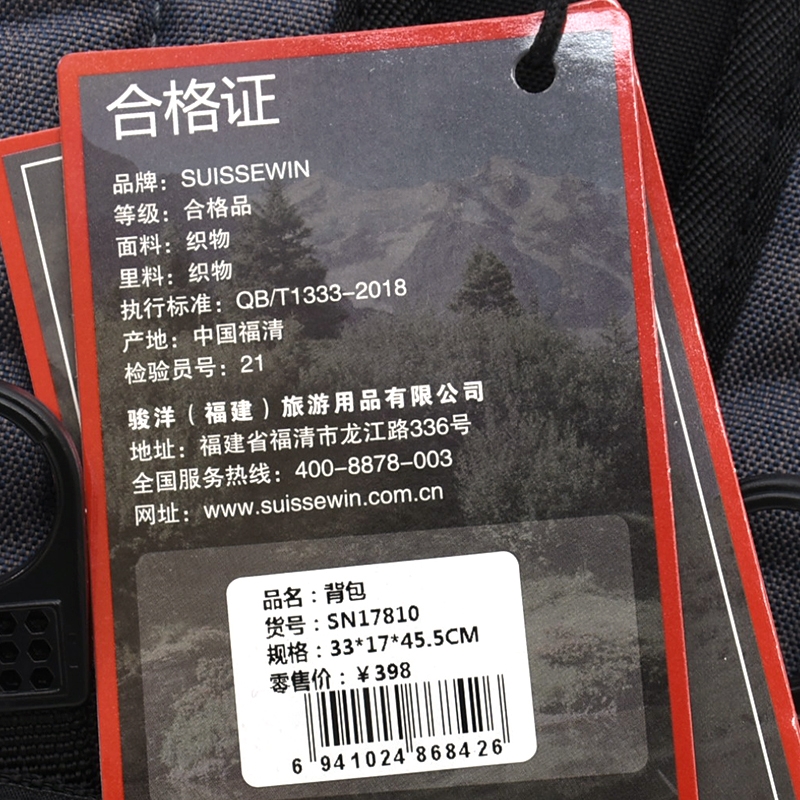 合格证
品牌：SUISSEWIN
等级：合格品
面料：织物
里料：织物
执行标准：QB/T1333-2018
产地：中国福清
检验员号：21
骏洋（福建）旅游用品有限公司
地址：福建省福清市龙江路336号
全国服务热线：400-8878-003
网址：www.suissewin.com.cn
品名：背包
货号：SN17810
规格：33*17*45.5CM
零售价：￥398
6 941024 868426